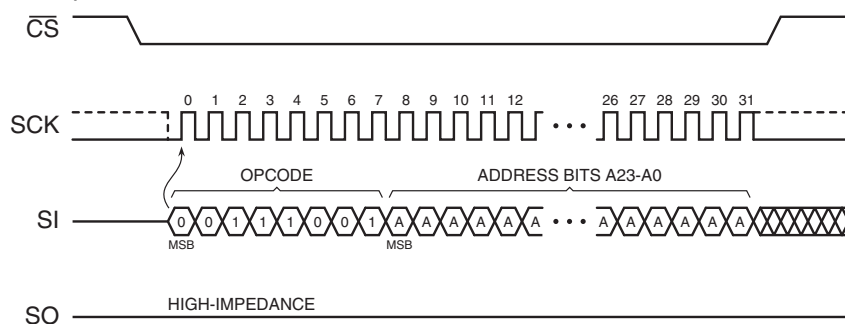 CS
0 1 2 3 4 5 6 7 8 9 10 11 12 26 27 28 29 30 31
SCK
OPCODE ADDRESS BITS A23-A0
SI 0 0 1 1 1 0 0 1 A A A A A A A A A A A A
MSB MSB
HIGH-IMPEDANCE
SO